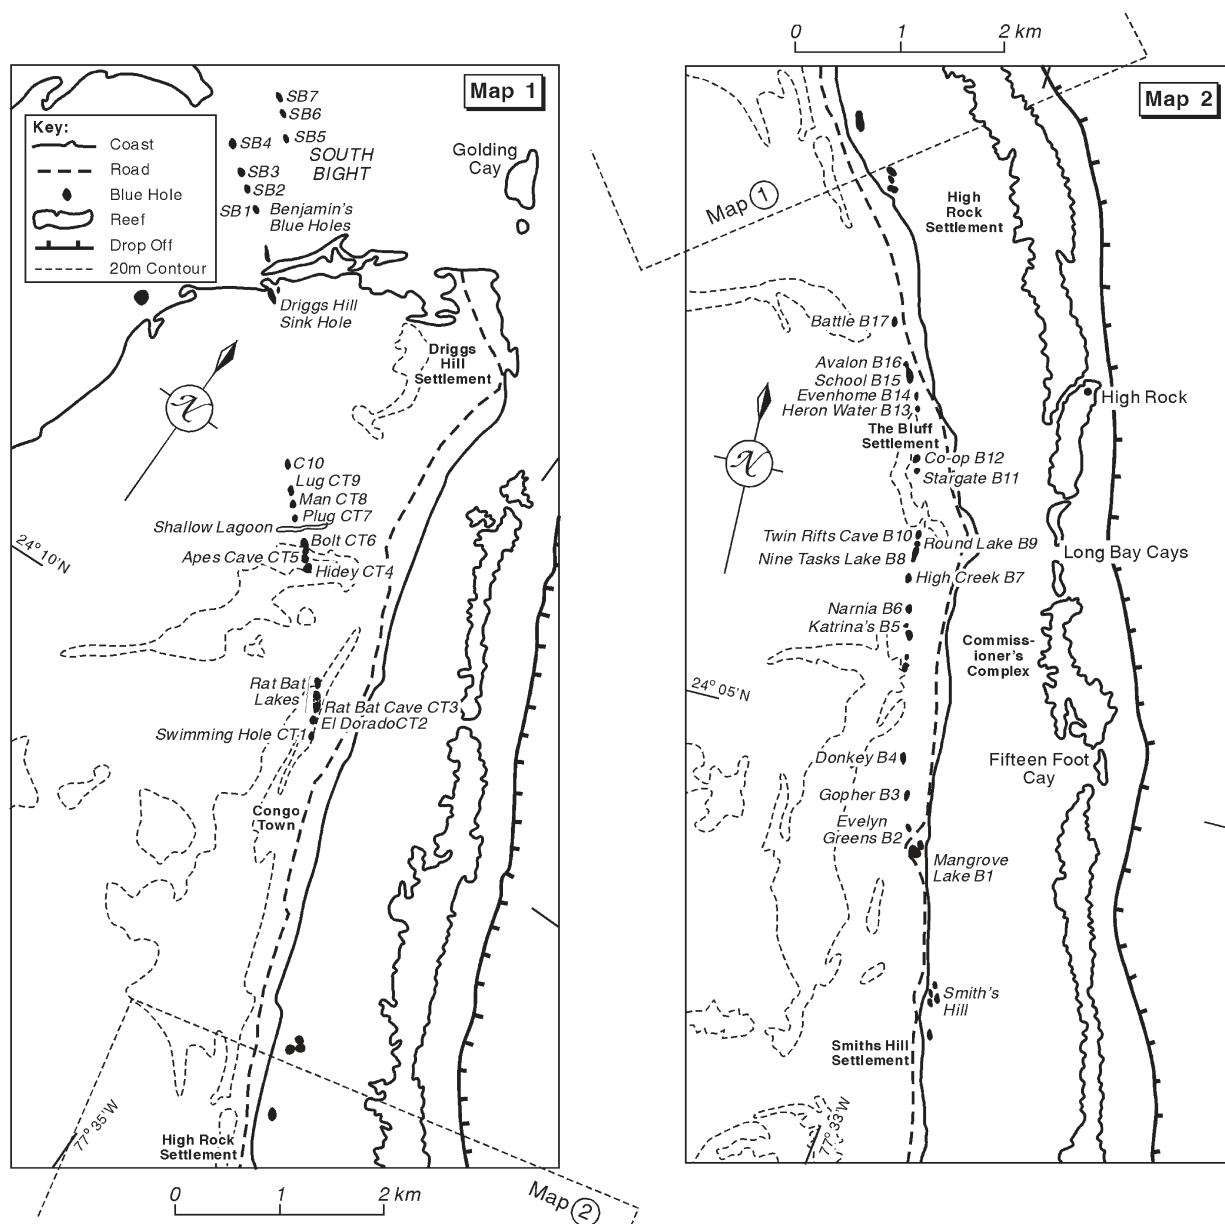 Map 1
Key:
Coast
Road
Blue Hole
Reef
Drop Off
20m Contour
SB7
SB6
SB5
SB4
SOUTH
BIGHT
SB3
SB2
SB1
Benjamin's
Blue Holes
Golding
Cay
Driggs Hill
Sink Hole
Driggs
Hill
Settlement
N
C10
Lug CT9
Man CT8
Plug CT7
Shallow Lagoon
Bolt CT6
Apes Cave CT5
Hidey CT4
24° 10'N
Rat Bat
Lakes
Rat Bat Cave CT3
El DoradoCT2
Swimming Hole CT1
Congo
Town
77° 35'W
High Rock
Settlement
Map 2
0 1 2 km
0 1 2 km
Map 2
Map 1
High
Rock
Settlement
Battle B17
Avalon B16
School B15
Evenhome B14
Heron Water B13
The Bluff
Settlement
High Rock
Co-op B12
Stargate B11
N
Twin Rifts Cave B10
Round Lake B9
Nine Tasks Lake B8
Long Bay Cays
High Creek B7
Narnia B6
Katrina's B5
Commiss-
ioner's
Complex
24° 05'N
Donkey B4
Fifteen Foot
Cay
Gopher B3
Evelyn
Greens B2
Mangrove
Lake B1
Smith's
Hill
Smiths Hill
Settlement
77° 33'W